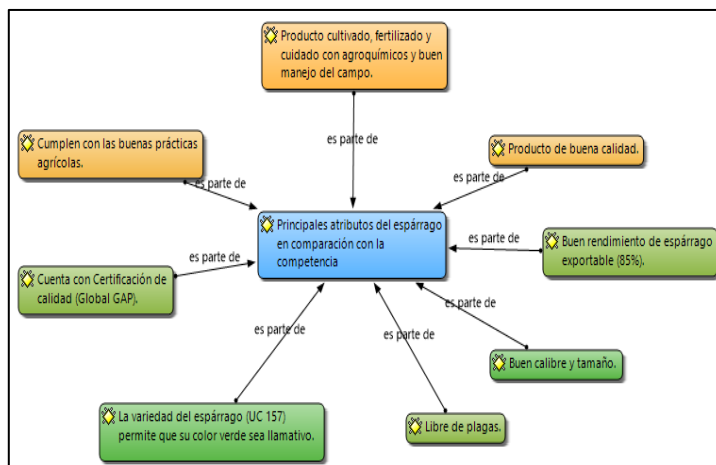 Producto cultivado, fertilizado y
cuidado con agroquímicos y buen
manejo del campo.
es parte de
Cumplen con las buenas prácticas
agrícolas.
es parte de
Producto de buena calidad.
es parte de
Principales atributos del espárrago
en comparación con la
competencia
es parte de
Buen rendimiento de espárrago
exportable (85%).
es parte de
Cuenta con Certificación de
calidad (Global GAP).
es parte de
Buen calibre y tamaño.
es parte de
La variedad del espárrago (UC 157)
permite que su color verde sea llamativo.
es parte de
Libre de plagas.